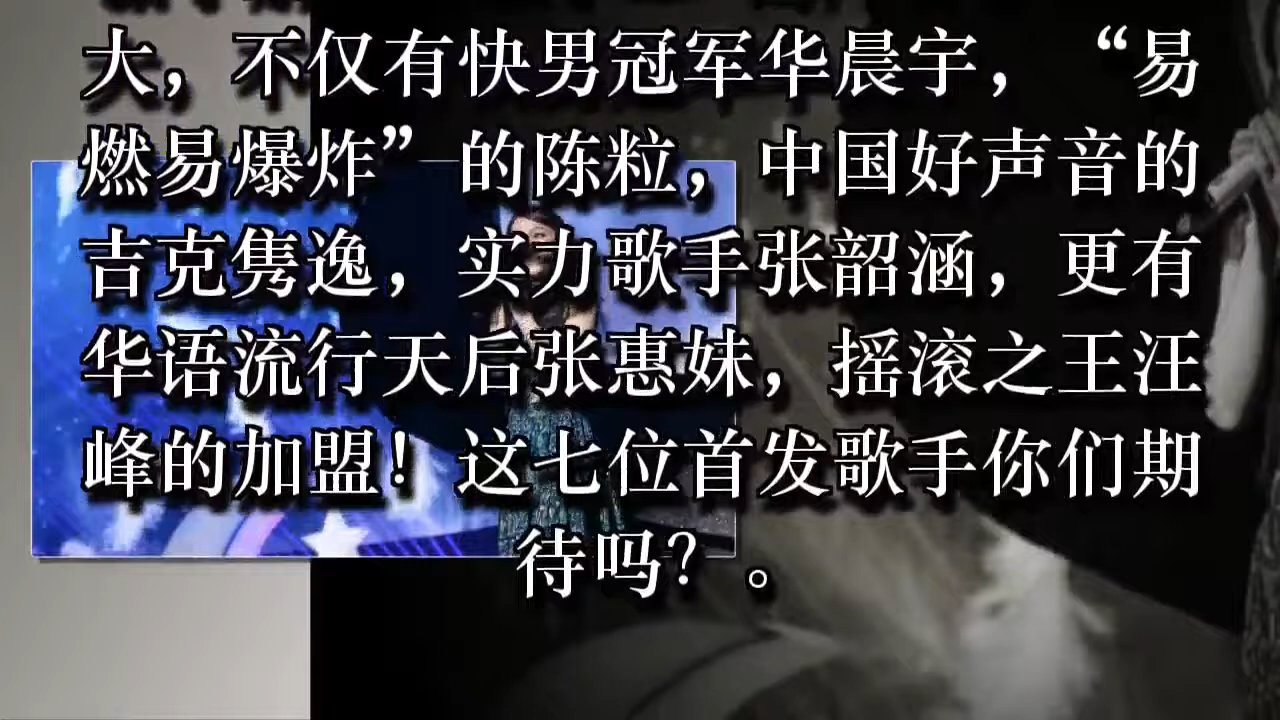 大，不仅有快男冠军华晨宇，“易
燃易爆炸”的陈粒，中国好声音的
吉克隽逸，实力歌手张韶涵，更有
华语流行天后张惠妹，摇滚之王汪
峰的加盟！这七位首发歌手你们期
待吗？。